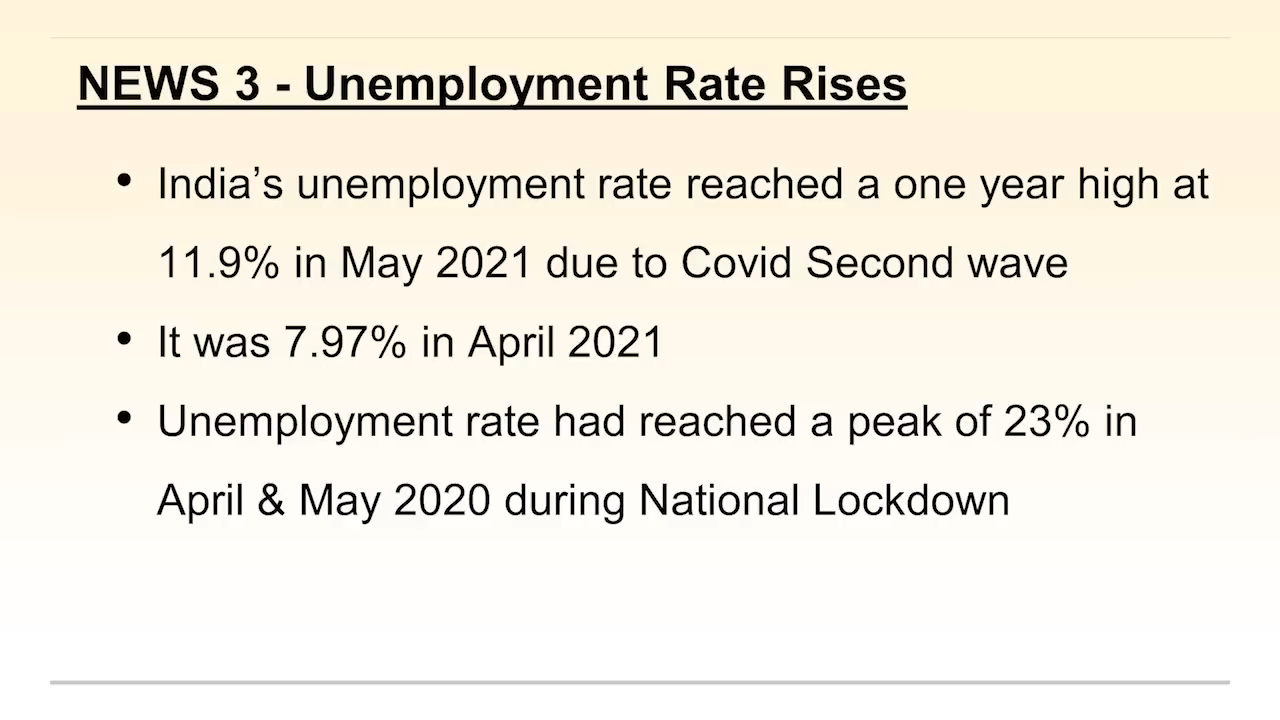 NEWS 3 - Unemployment Rate Rises
• India’s unemployment rate reached a one year high at
11.9% in May 2021 due to Covid Second wave
• It was 7.97% in April 2021
• Unemployment rate had reached a peak of 23% in
April & May 2020 during National Lockdown